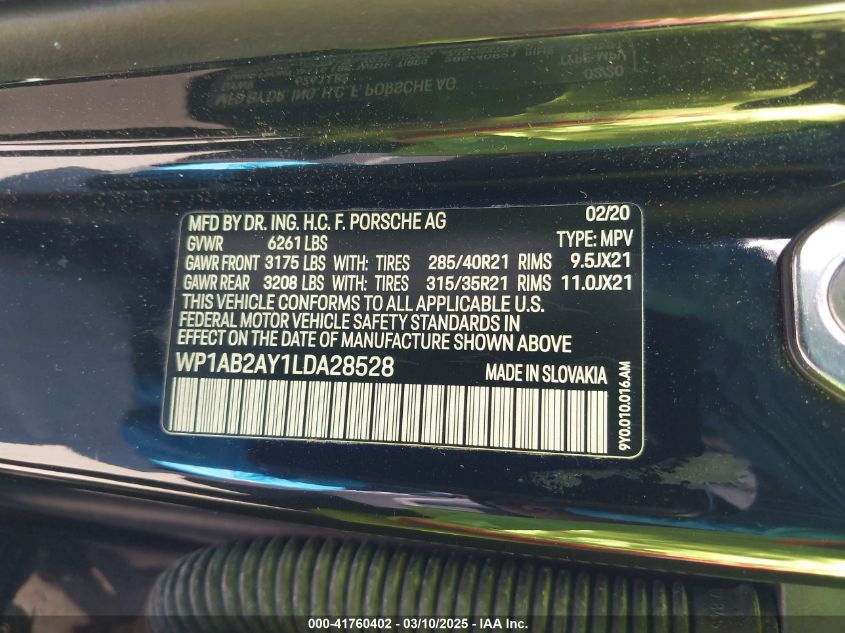 MFD BY DR. ING. H.C. F. PORSCHE AG 02/20
GVWR 6261 LBS TYPE: MPV
GAWR FRONT 3175 LBS WITH: TIRES 285/40R21 RIMS 9.5JX21
GAWR REAR 3208 LBS WITH: TIRES 315/35R21 RIMS 11.0JX21
THIS VEHICLE CONFORMS TO ALL APPLICABLE U.S.
FEDERAL MOTOR VEHICLE SAFETY STANDARDS IN
EFFECT ON THE DATE OF MANUFACTURE SHOWN ABOVE.
WP1AB2AY1LDA28528 MADE IN SLOVAKIA
9Y0.010.016.AM
000-41760402 - 03/10/2025 - IAAI.COM